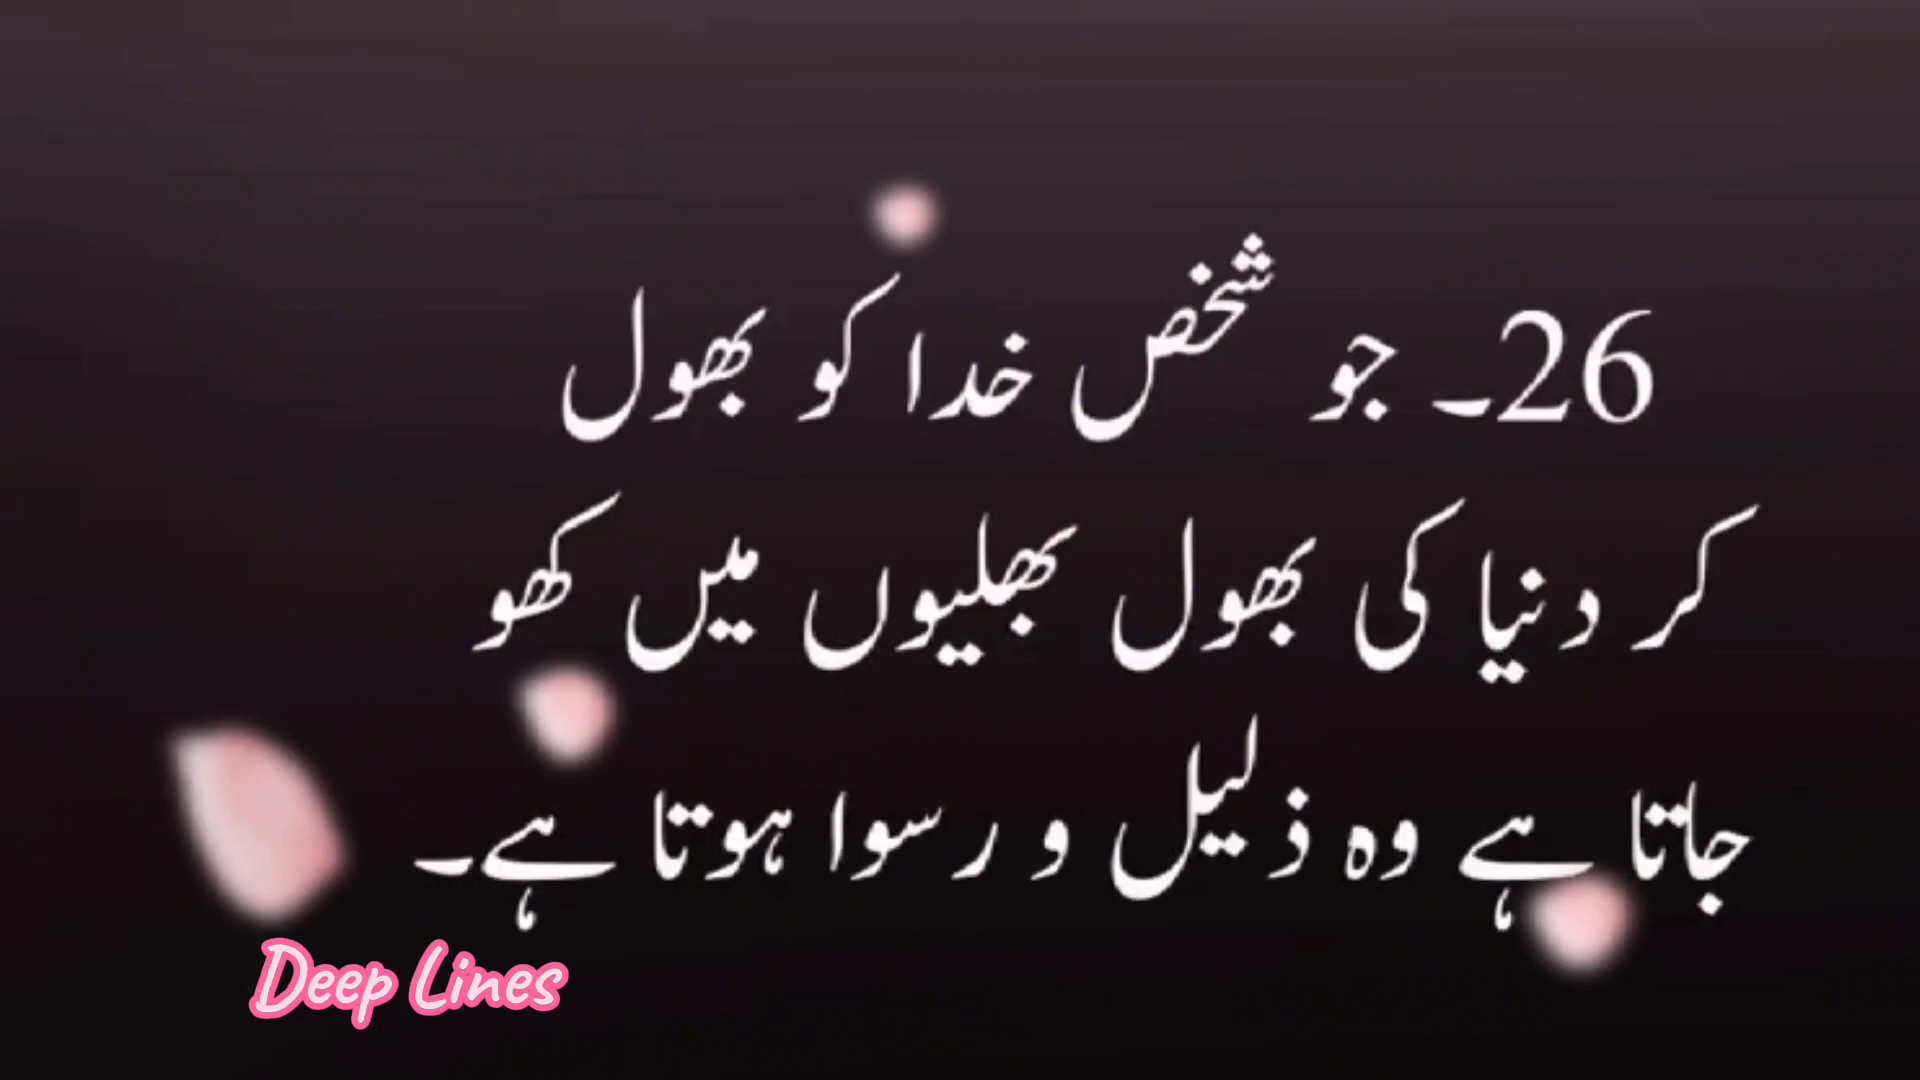 26۔ جو شخص خدا کو بھول
کر دنیا کی بھول بھلیوں میں کھو
جاتا ہے وہ ذلیل و رسوا ہوتا ہے۔
Deep Lines